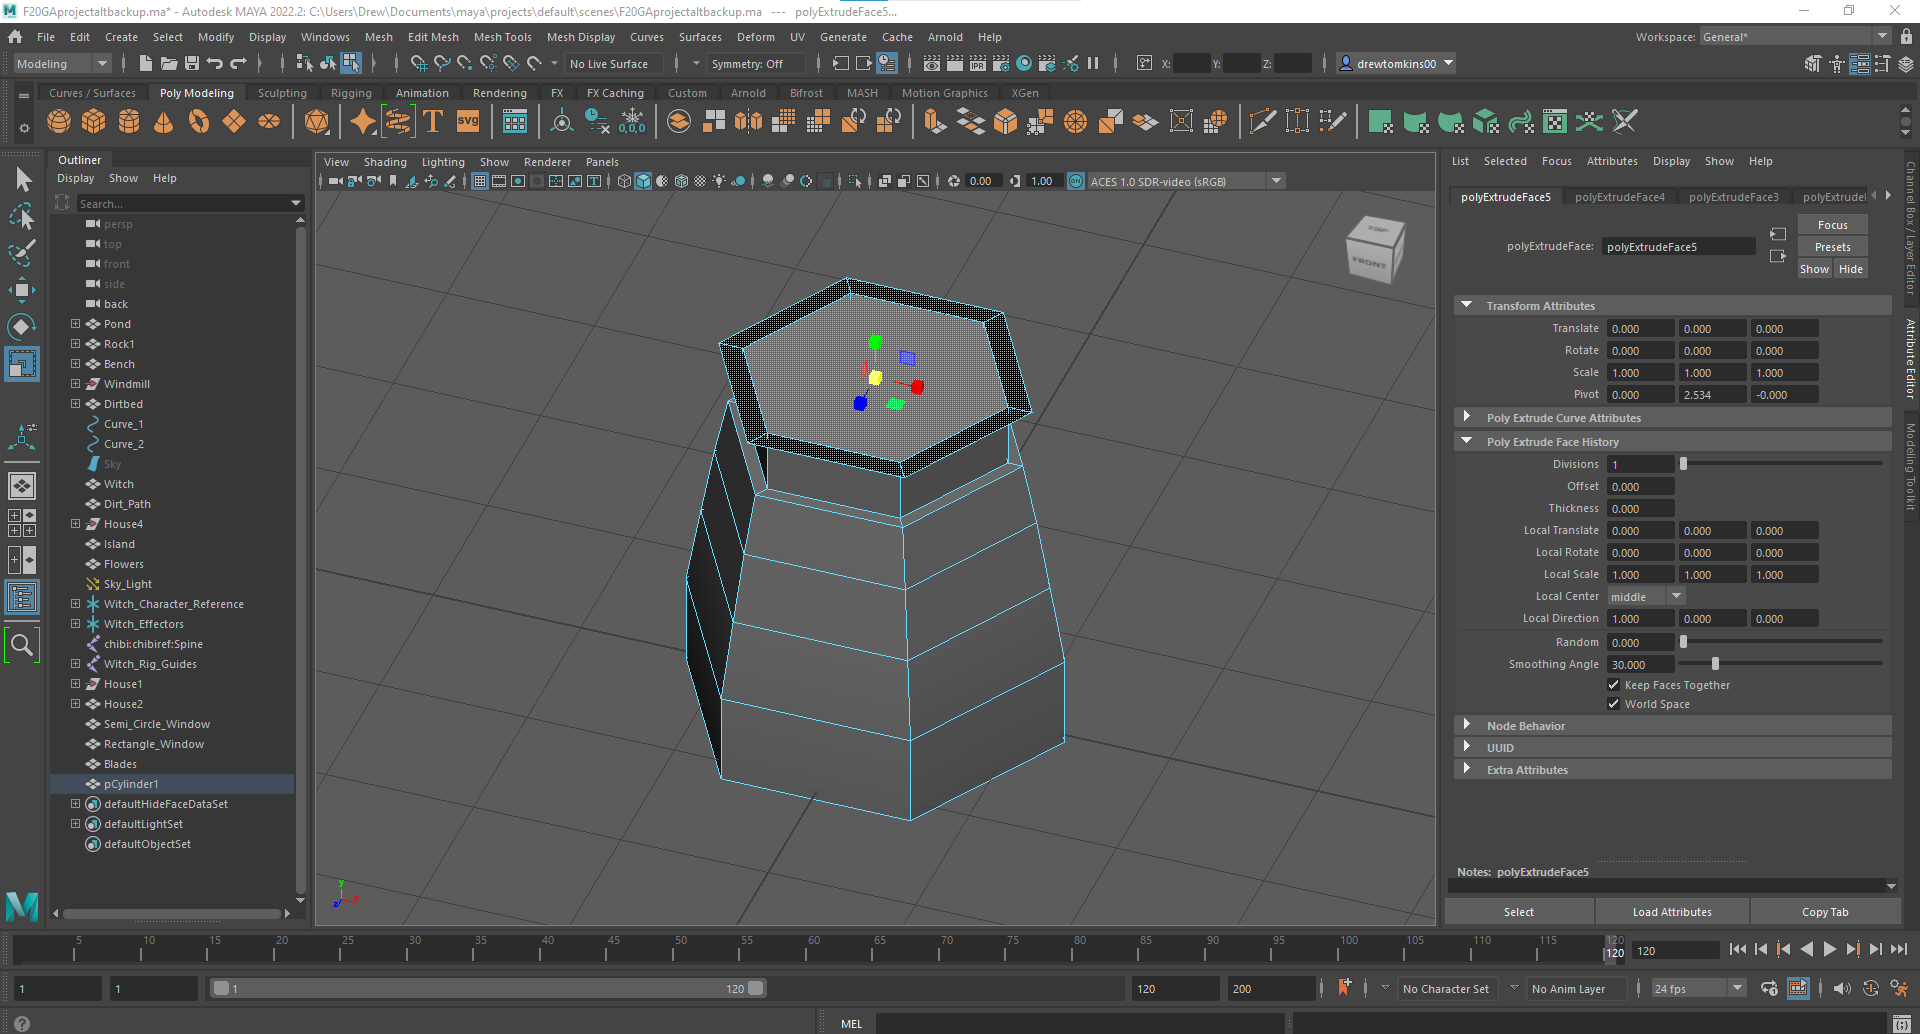 F20GAprojectaltbackup.ma* - Autodesk MAYA 2022.2: C:\Users\Drew\Documents\maya\projects\default\scenes\F20GAprojectaltbackup.ma --- polyExtrudeFace5...
File Edit Create Select Modify Display Windows Mesh Edit Mesh Mesh Tools Mesh Display Curves Surfaces Deform UV Generate Cache Arnold Help
Workspace: General*
Modeling No Live Surface Symmetry: Off X: Y: Z: drewtomkins00
Curves / Surfaces Poly Modeling Sculpting Rigging Animation Rendering FX FX Caching Custom Arnold Bifrost MASH Motion Graphics XGen
T SVG 0,0,0
Outliner
Display Show Help
Search...
persp
top
front
side
back
Pond
Rock1
Bench
Windmill
Dirtbed
Curve_1
Curve_2
Sky
Witch
Dirt_Path
House4
Island
Flowers
Sky_Light
Witch_Character_Reference
Witch_Effectors
chibi:chibiref:Spine
Witch_Rig_Guides
House1
House2
Semi_Circle_Window
Rectangle_Window
Blades
pCylinder1
defaultHideFaceDataSet
defaultLightSet
defaultObjectSet
View Shading Lighting Show Renderer Panels
0.00 1.00 ACES 1.0 SDR-video (sRGB)
TOP
FRONT
y
z x
List Selected Focus Attributes Display Show Help
polyExtrudeFace5 polyExtrudeFace4 polyExtrudeFace3 polyExtrudeI
Focus
polyExtrudeFace: polyExtrudeFace5 Presets
Show Hide
Transform Attributes
Translate 0.000 0.000 0.000
Rotate 0.000 0.000 0.000
Scale 1.000 1.000 1.000
Pivot 0.000 2.534 -0.000
Poly Extrude Curve Attributes
Poly Extrude Face History
Divisions 1
Offset 0.000
Thickness 0.000
Local Translate 0.000 0.000 0.000
Local Rotate 0.000 0.000 0.000
Local Scale 1.000 1.000 1.000
Local Center middle
Local Direction 1.000 0.000 0.000
Random 0.000
Smoothing Angle 30.000
Keep Faces Together
World Space
Node Behavior
UUID
Extra Attributes
Notes: polyExtrudeFace5
Select Load Attributes Copy Tab
Channel Box / Layer Editor
Attribute Editor
Modeling Toolkit
5 10 15 20 25 30 35 40 45 50 55 60 65 70 75 80 85 90 95 100 105 110 115 120
120 120
1 1 1 120 120 200 No Character Set No Anim Layer 24 fps
MEL